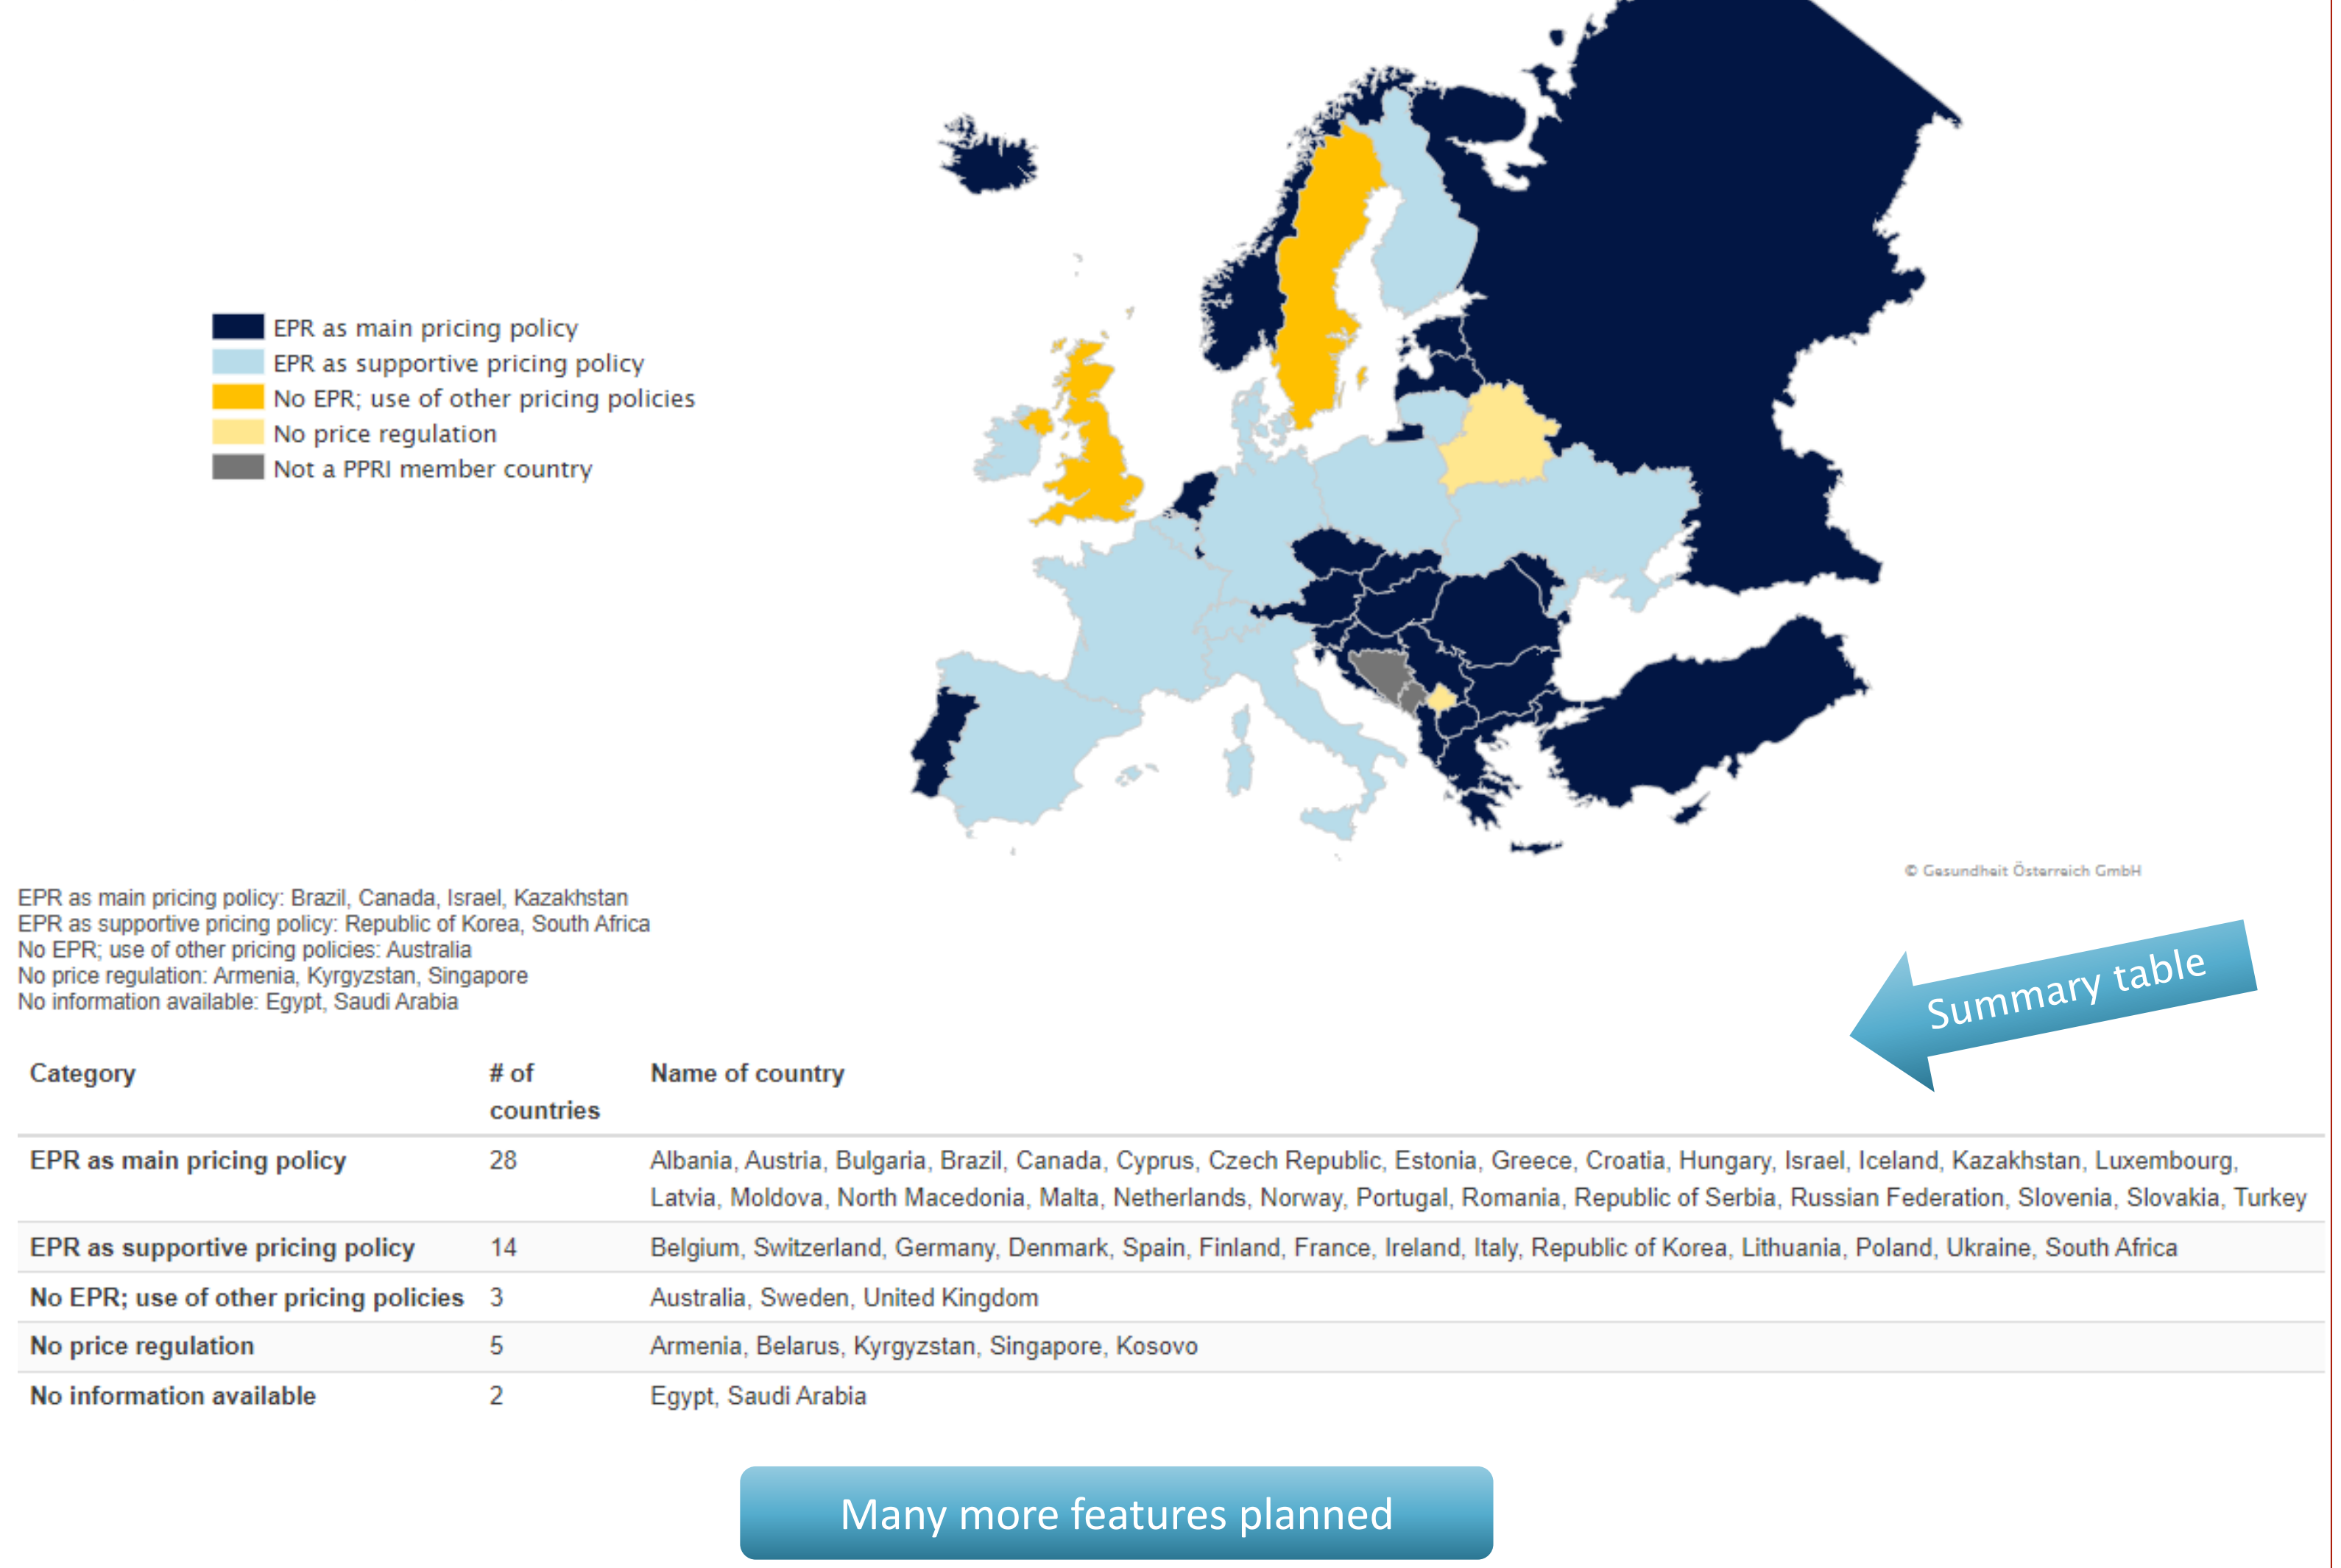 EPR as main pricing policy
EPR as supportive pricing policy
No EPR; use of other pricing policies
No price regulation
Not a PPRI member country
© Gesundheit Österreich GmbH
EPR as main pricing policy: Brazil, Canada, Israel, Kazakhstan
EPR as supportive pricing policy: Republic of Korea, South Africa
No EPR; use of other pricing policies: Australia
No price regulation: Armenia, Kyrgyzstan, Singapore
No information available: Egypt, Saudi Arabia
Summary table
Category # of Name of country
countries
EPR as main pricing policy 28 Albania, Austria, Bulgaria, Brazil, Canada, Cyprus, Czech Republic, Estonia, Greece, Croatia, Hungary, Israel, Iceland, Kazakhstan, Luxembourg,
Latvia, Moldova, North Macedonia, Malta, Netherlands, Norway, Portugal, Romania, Republic of Serbia, Russian Federation, Slovenia, Slovakia, Turkey
EPR as supportive pricing policy 14 Belgium, Switzerland, Germany, Denmark, Spain, Finland, France, Ireland, Italy, Republic of Korea, Lithuania, Poland, Ukraine, South Africa
No EPR; use of other pricing policies 3 Australia, Sweden, United Kingdom
No price regulation 5 Armenia, Belarus, Kyrgyzstan, Singapore, Kosovo
No information available 2 Egypt, Saudi Arabia
Many more features planned